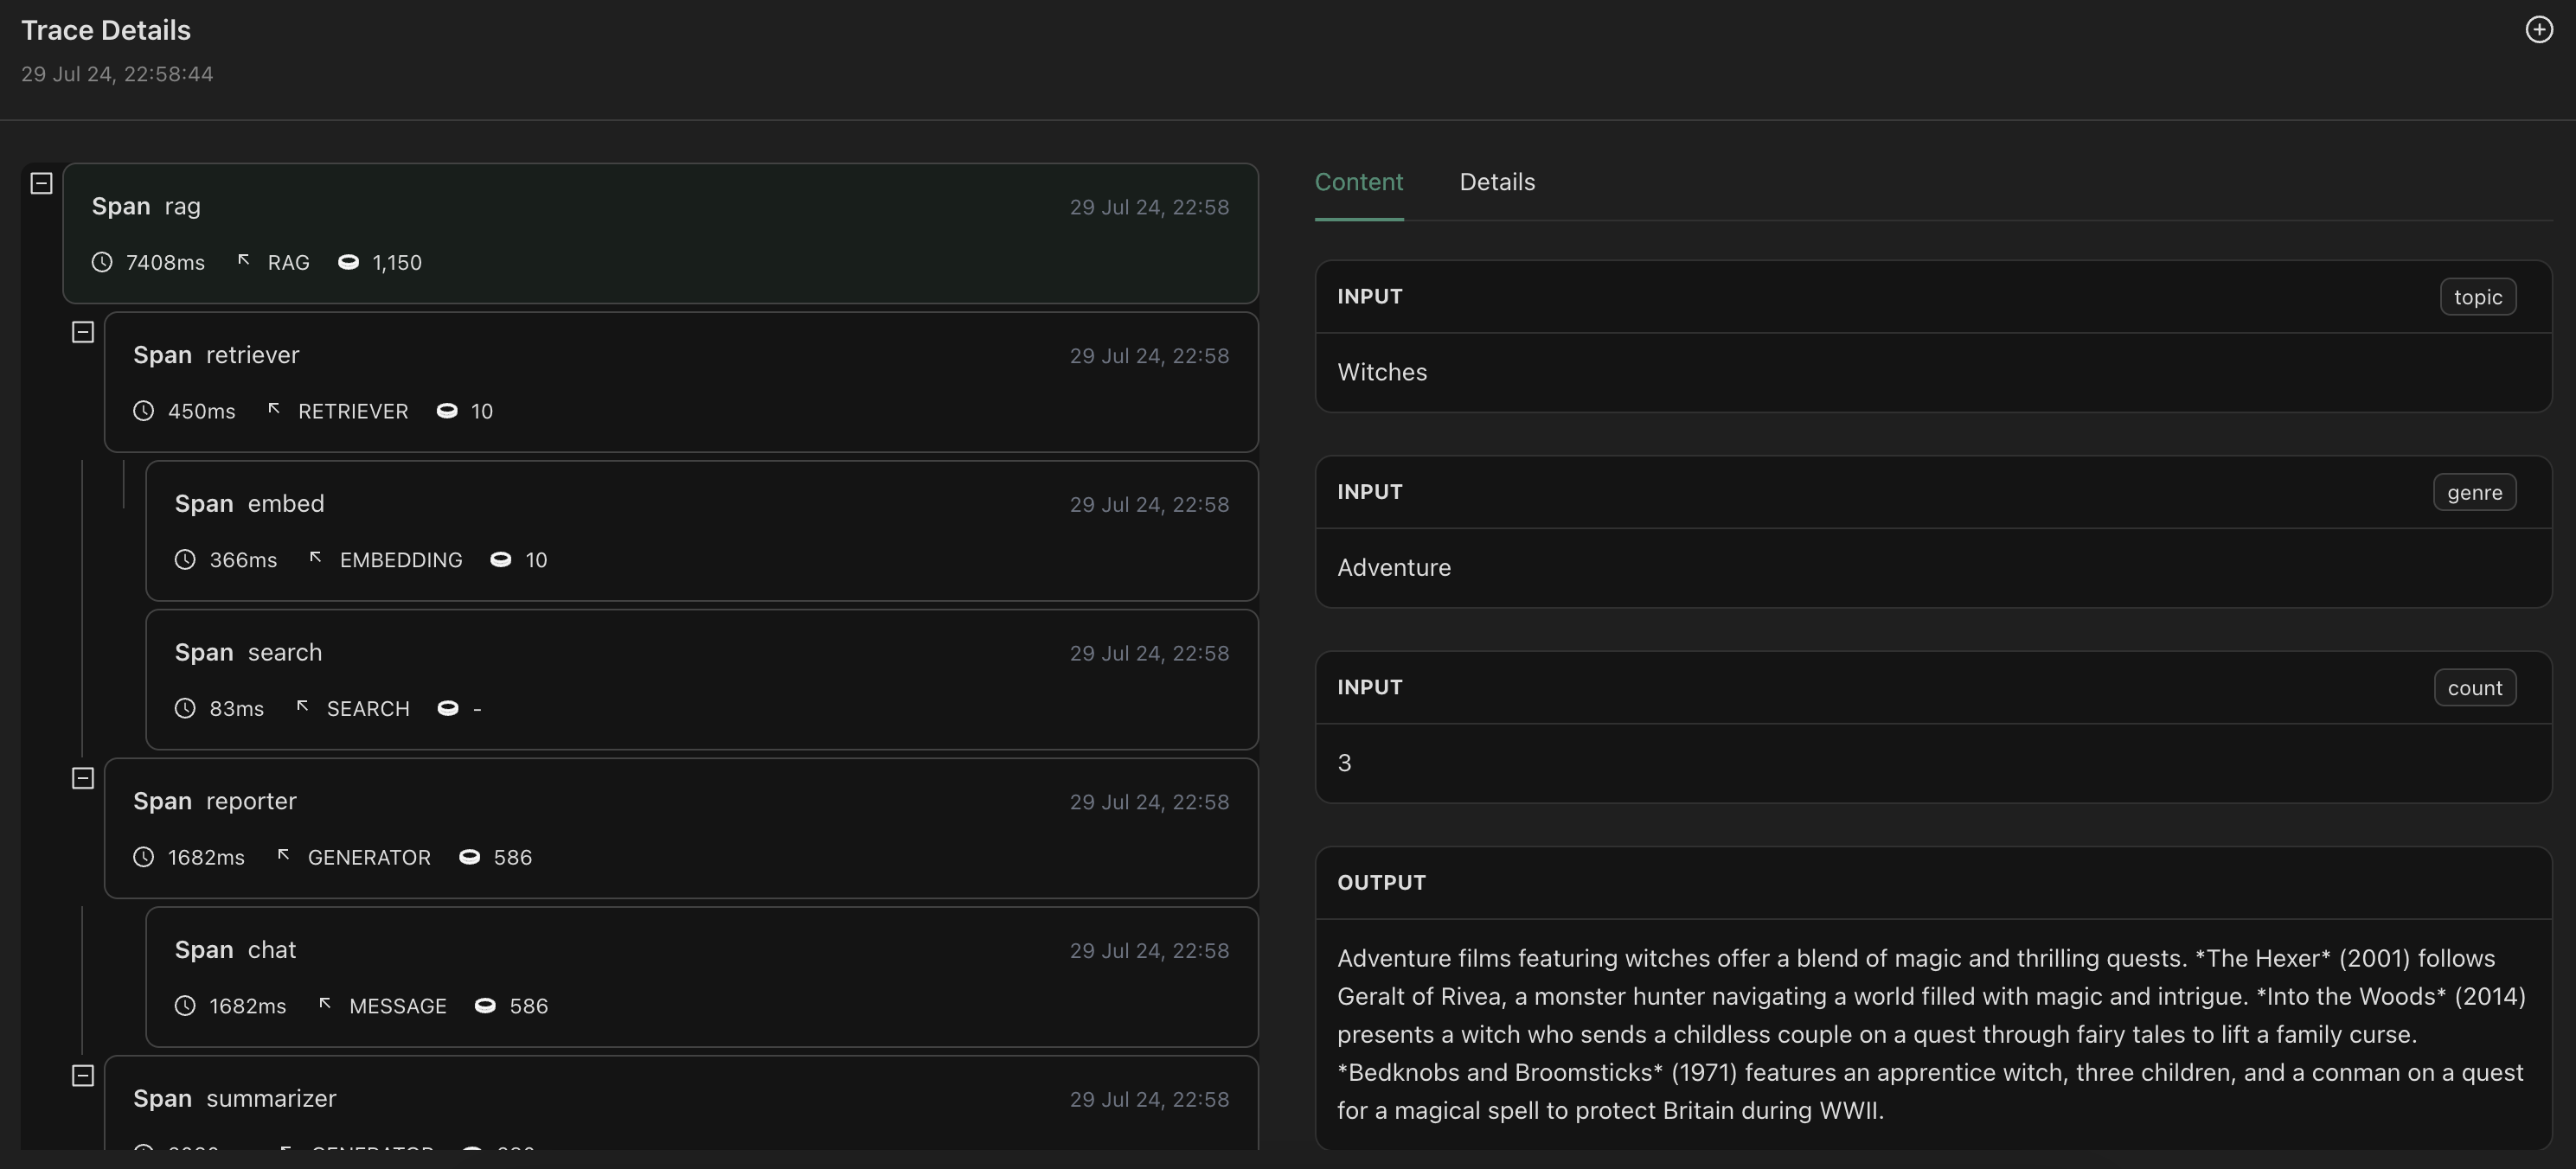 Trace Details
29 Jul 24, 22:58:44
Span rag
29 Jul 24, 22:58
7408ms RAG 1,150
Span retriever
29 Jul 24, 22:58
450ms RETRIEVER 10
Span embed
29 Jul 24, 22:58
366ms EMBEDDING 10
Span search
29 Jul 24, 22:58
83ms SEARCH -
Span reporter
29 Jul 24, 22:58
1682ms GENERATOR 586
Span chat
29 Jul 24, 22:58
1682ms MESSAGE 586
Span summarizer
29 Jul 24, 22:58
GENERATOR
Content Details
INPUT topic
Witches
INPUT genre
Adventure
INPUT count
3
OUTPUT
Adventure films featuring witches offer a blend of magic and thrilling quests. *The Hexer* (2001) follows
Geralt of Rivea, a monster hunter navigating a world filled with magic and intrigue. *Into the Woods* (2014)
presents a witch who sends a childless couple on a quest through fairy tales to lift a family curse.
*Bedknobs and Broomsticks* (1971) features an apprentice witch, three children, and a conman on a quest
for a magical spell to protect Britain during WWII.